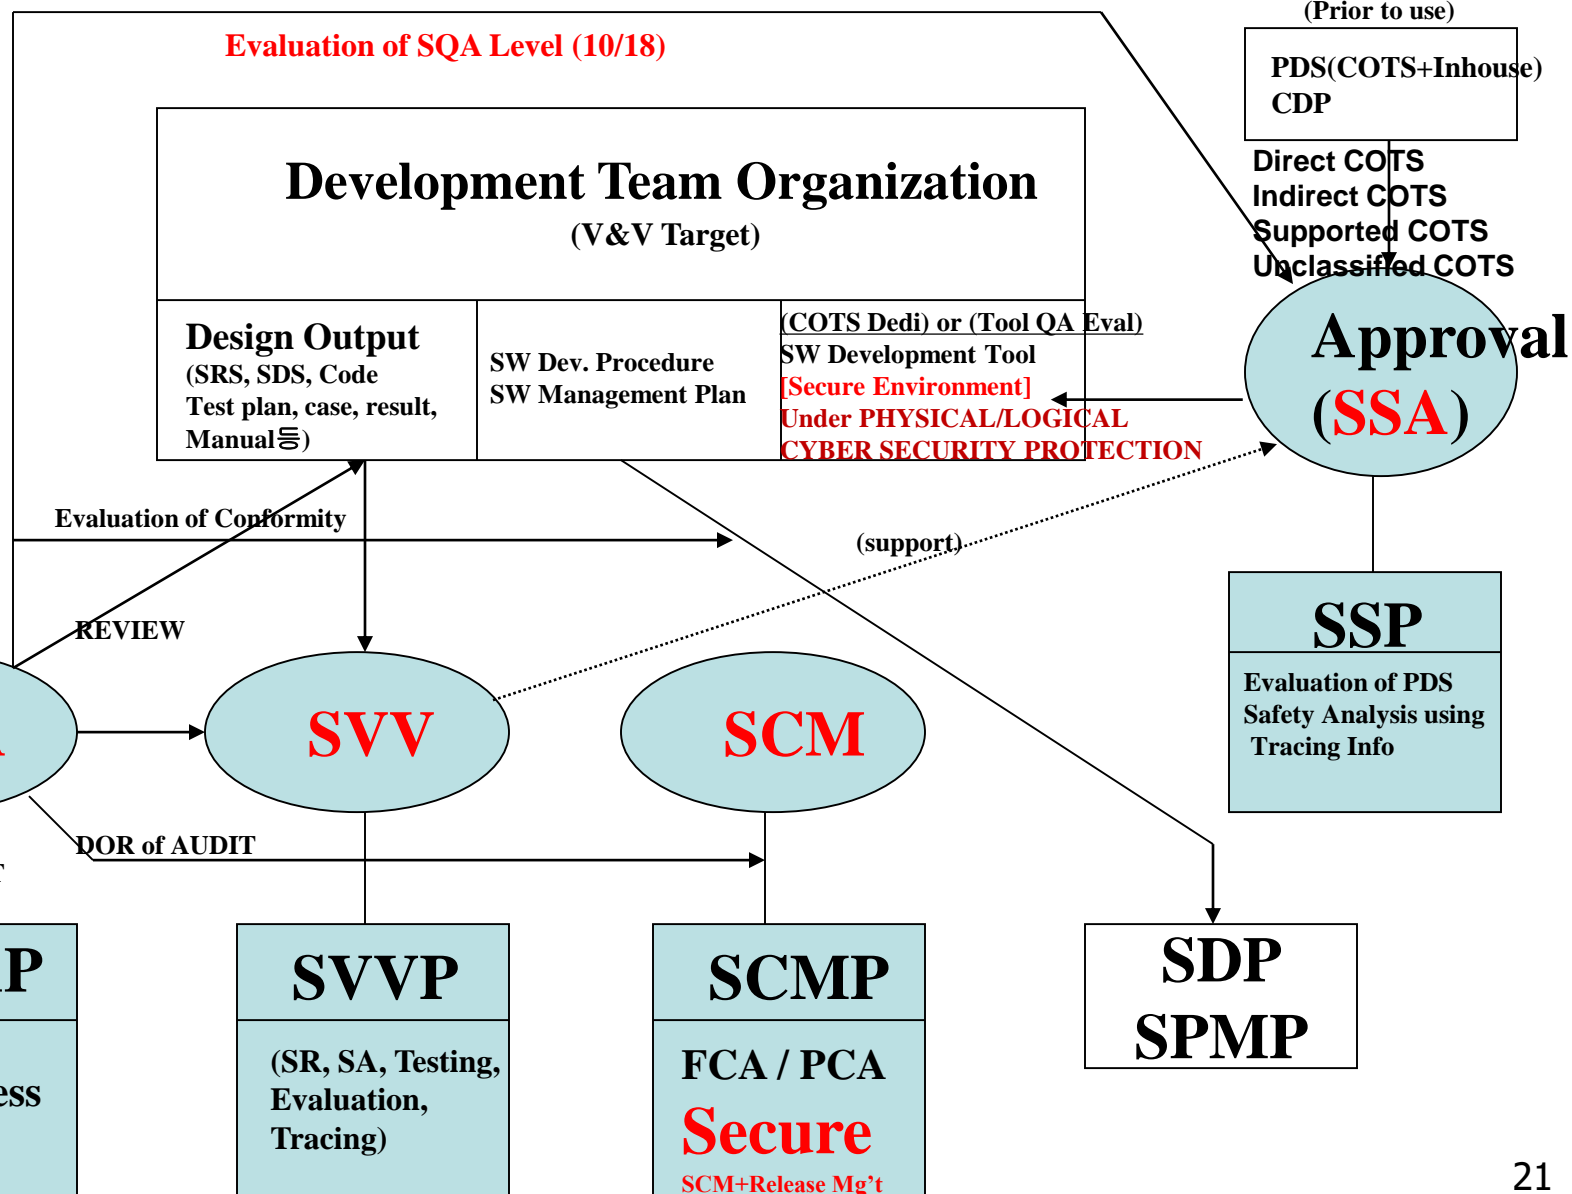 (Prior to use)
Evaluation of SQA Level (10/18)
PDS(COTS+Inhouse)
CDP
Direct COTS
Indirect COTS
Supported COTS
Unclassified COTS
Development Team Organization
(V&V Target)
Design Output
(SRS, SDS, Code
Test plan, case, result,
Manual등)
SW Dev. Procedure
SW Management Plan
(COTS Dedi) or (Tool QA Eval)
SW Development Tool
[Secure Environment]
Under PHYSICAL/LOGICAL
CYBER SECURITY PROTECTION
Approval
(SSA)
Evaluation of Conformity
(support)
REVIEW
SSP
Evaluation of PDS
Safety Analysis using
Tracing Info
SVV
SCM
DOR of AUDIT
P
ess
SVVP
(SR, SA, Testing,
Evaluation,
Tracing)
SCMP
FCA / PCA
Secure
SCM+Release Mg't
SDP
SPMP
21